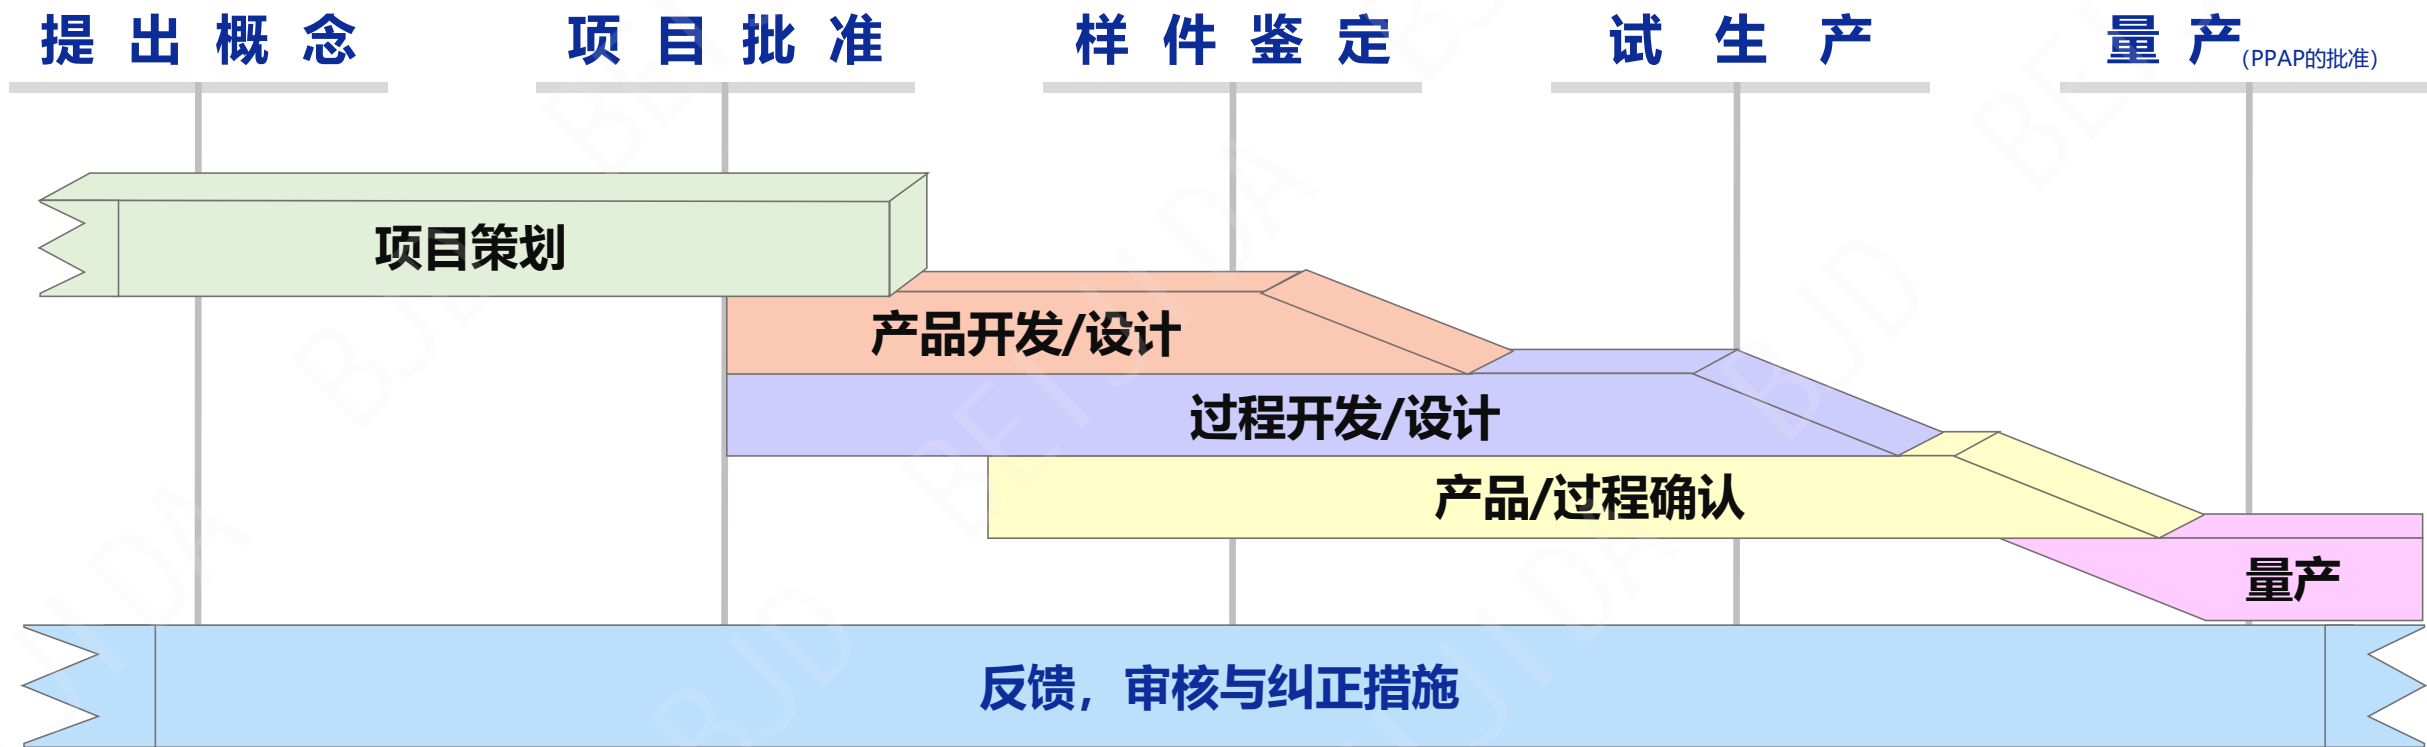 提出概念 项目批准 样件鉴定 试生产 量产(PPAP的批准)
项目策划
产品开发/设计
过程开发/设计
产品/过程确认
量产
反馈，审核与纠正措施